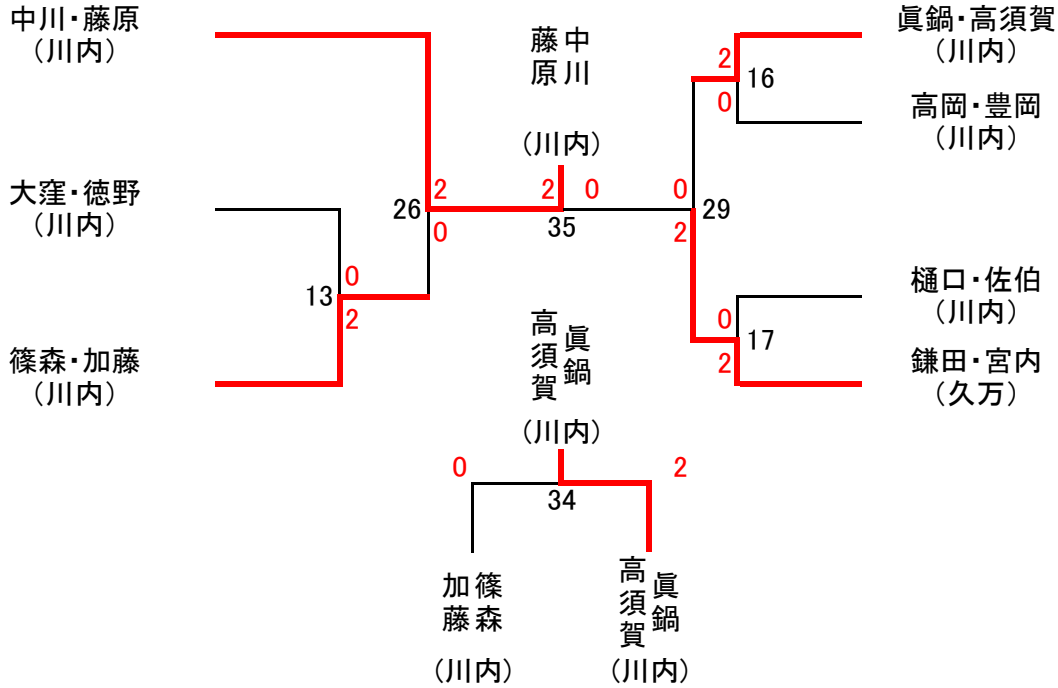 中川・藤原
（川内）
大窪・徳野
（川内）
篠森・加藤
（川内）
13
0
2
26
2
0
中川
藤原
（川内）
2
0
35
0
2
29
2
0
16
0
2
17
眞鍋・高須賀
（川内）
高岡・豊岡
（川内）
樋口・佐伯
（川内）
鎌田・宮内
（久万）
眞鍋
高須賀
（川内）
0
2
34
篠森
加藤
（川内）
眞鍋
高須賀
（川内）